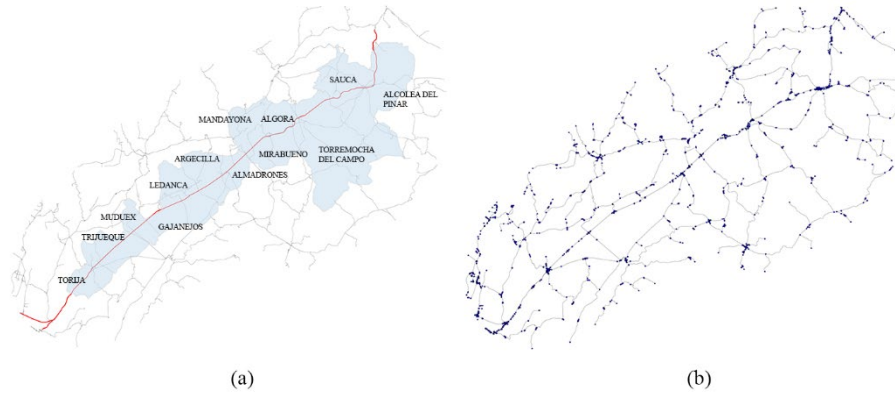 SAUCA
ALCOLEA DEL
PINAR
MANDAYONA
ALGORA
TORREMOCHA
DEL CAMPO
MIRABUENO
ARGECILLA
ALMADRONES
LEDANCA
MUDUEX
GAJANEJOS
TRIJUEQUE
TORIJA
(a)
(b)